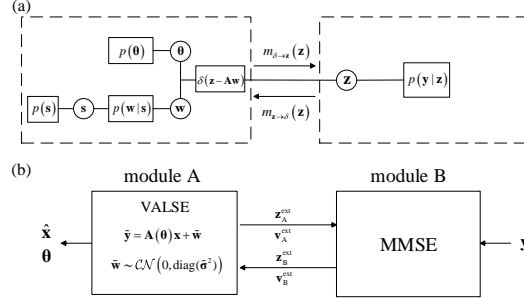 (a)
p(θ) θ
m_{δ→z}(z)
δ(z−Aw) z p(y|z)
p(s) s p(w|s) w
m_{z→δ}(z)
(b)
module A module B
VALSE
ỹ = A(θ)x + w̃
w̃ ~ CN(0, diag(σ̃²))
x̂
θ
z_A^ext
v_A^ext
z_B^ext
v_B^ext
MMSE
y